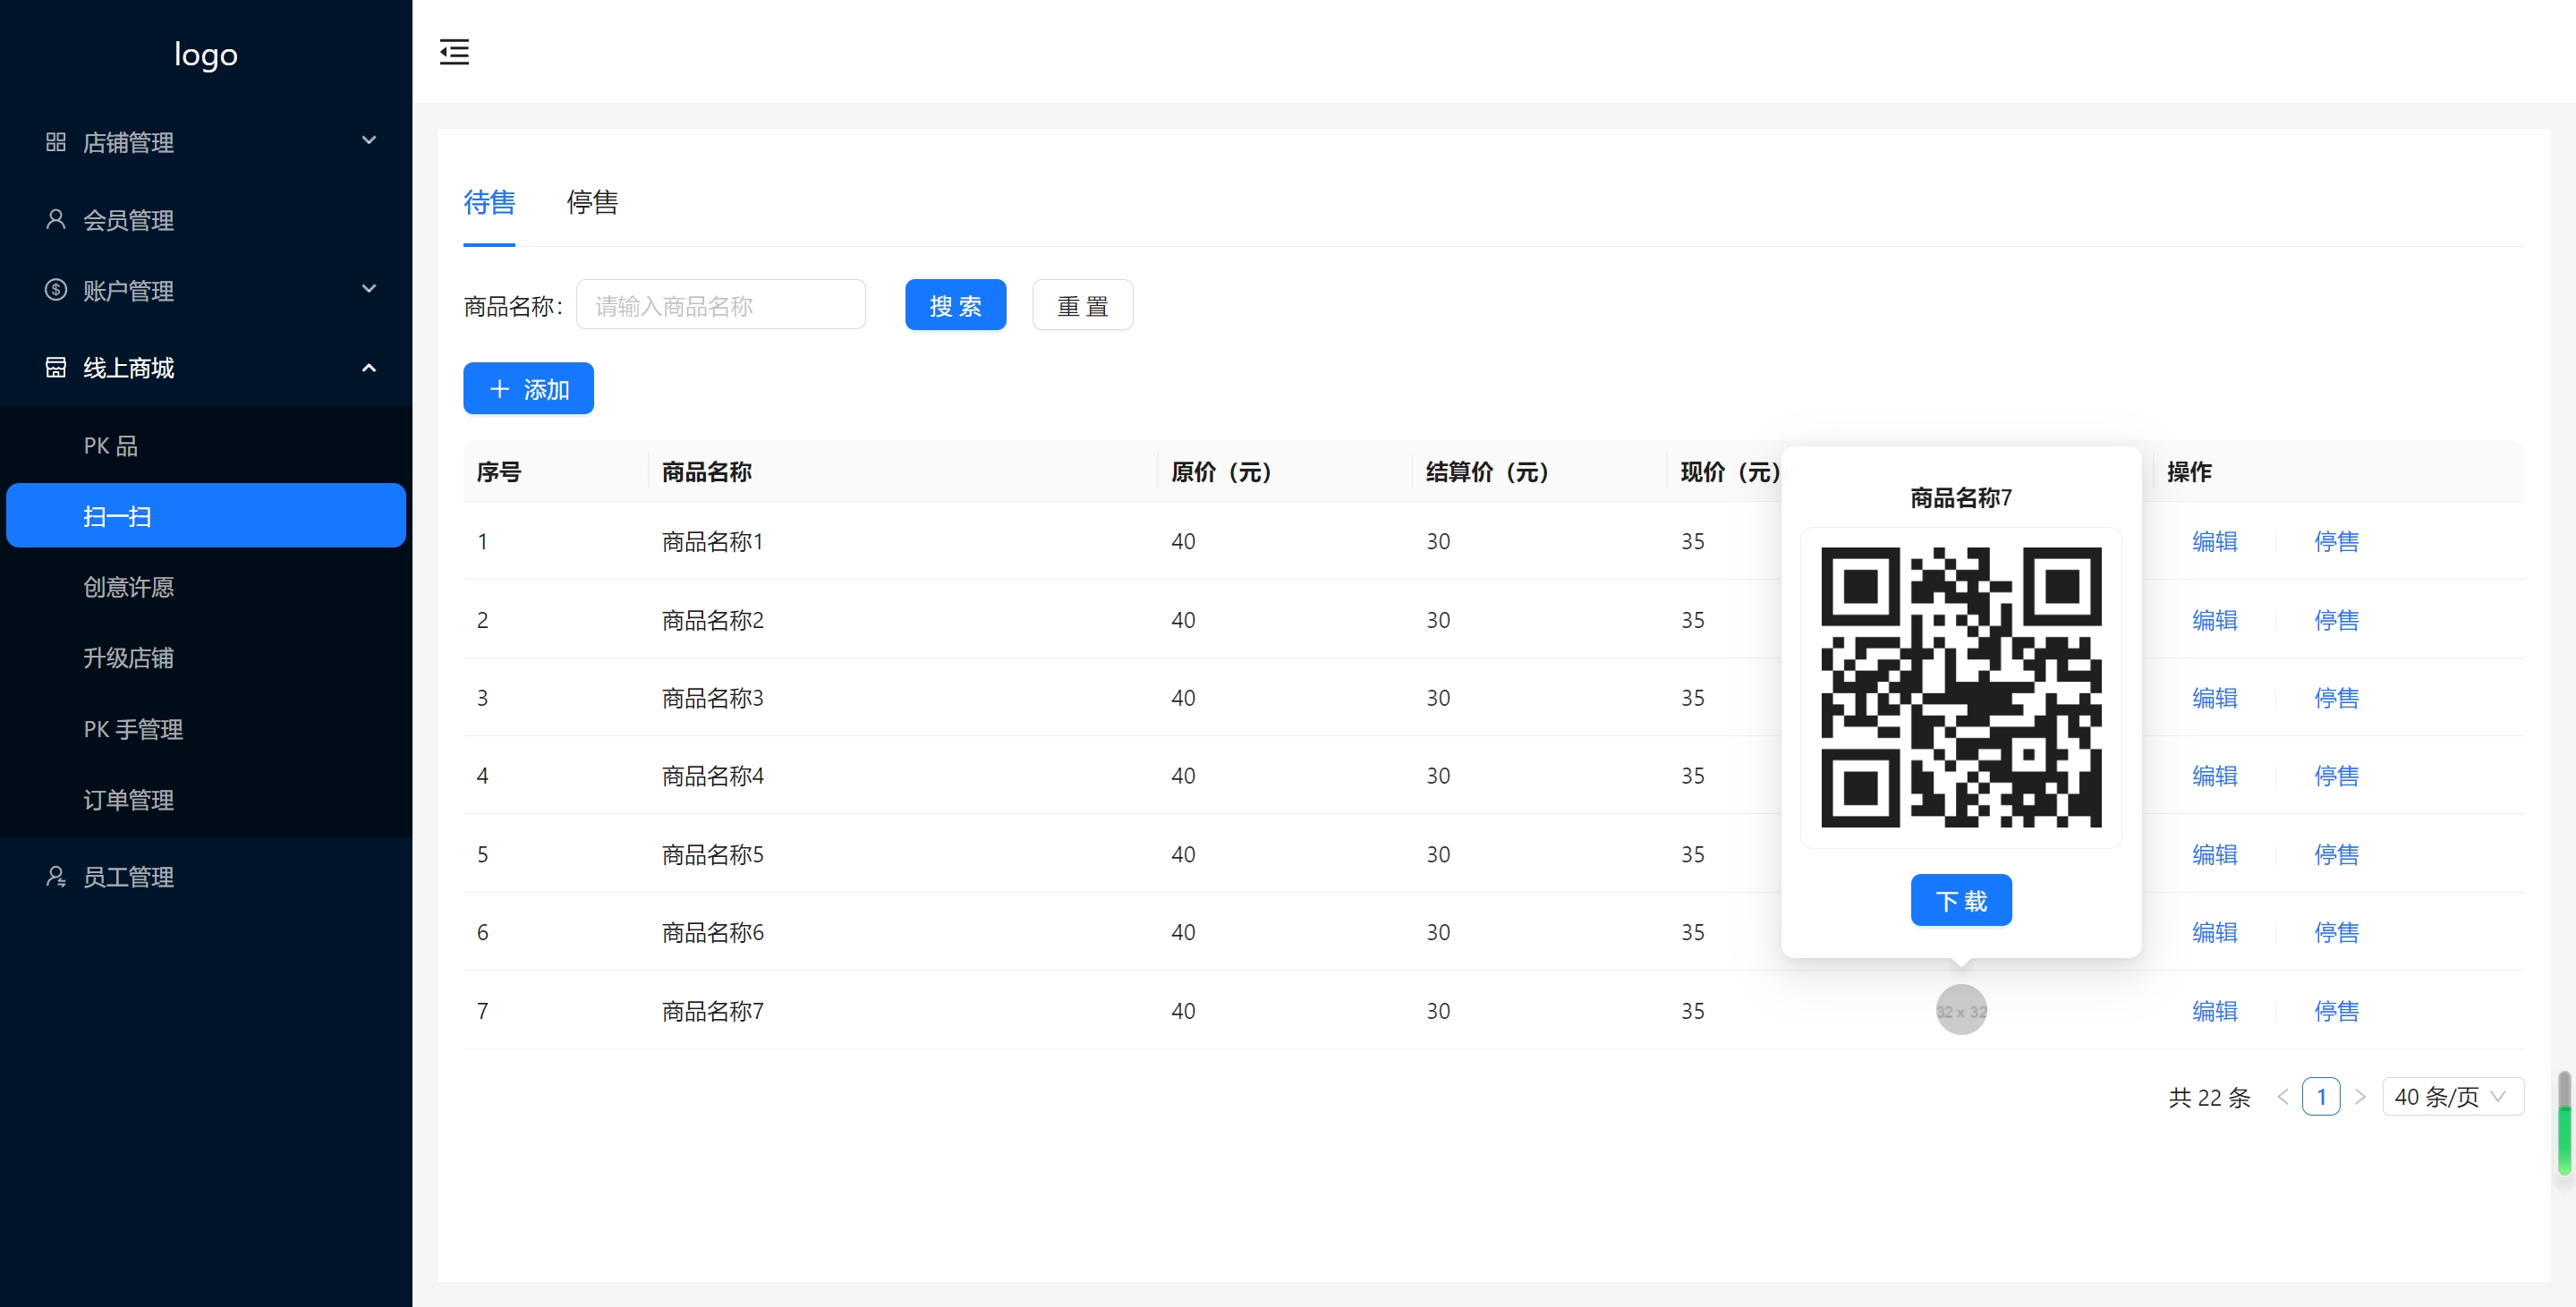 logo
店铺管理
会员管理
账户管理
线上商城
PK 品
扫一扫
创意许愿
升级店铺
PK 手管理
订单管理
员工管理
待售 停售
商品名称: 请输入商品名称 搜 索 重 置
添加
序号 商品名称 原价（元） 结算价（元） 现价（元） 操作
1 商品名称1 40 30 35 编辑 停售
2 商品名称2 40 30 35 编辑 停售
3 商品名称3 40 30 35 编辑 停售
4 商品名称4 40 30 35 编辑 停售
5 商品名称5 40 30 35 编辑 停售
6 商品名称6 40 30 35 编辑 停售
7 商品名称7 40 30 35 32 x 32 编辑 停售
商品名称7
下 载
共 22 条 1 40 条/页